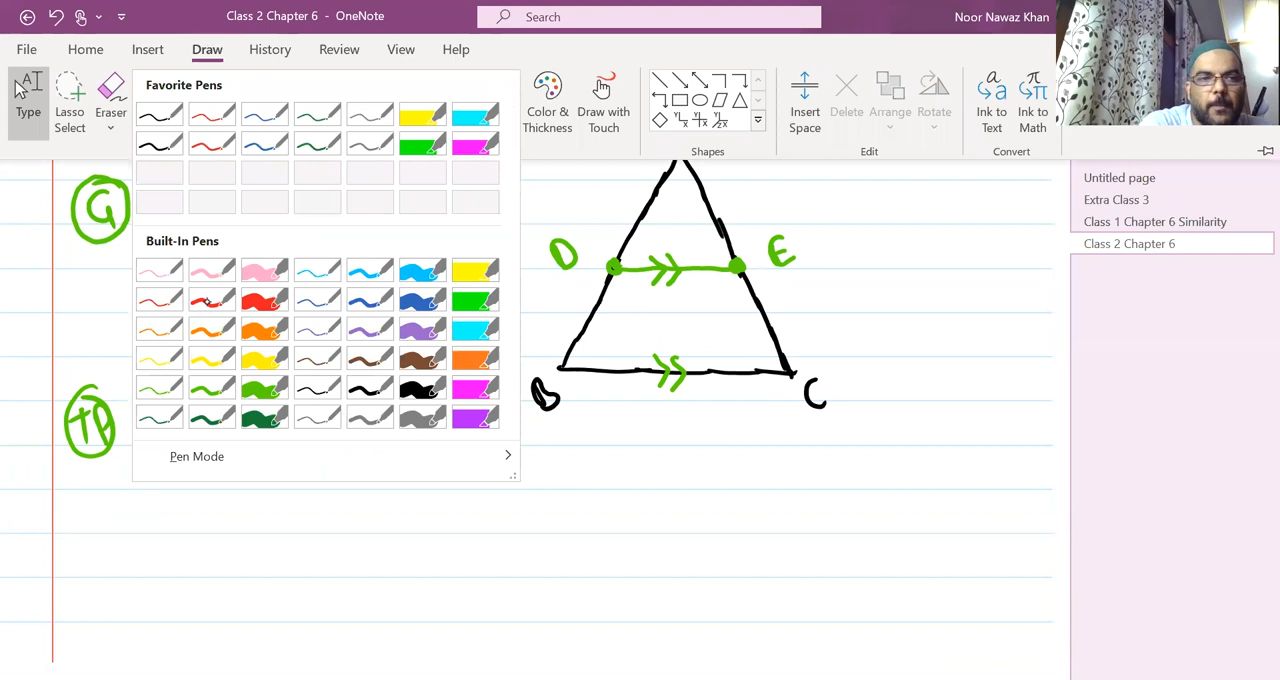 Class 2 Chapter 6 - OneNote
Search
Noor Nawaz Khan
File Home Insert Draw History Review View Help
Type
Lasso Select
Eraser
Favorite Pens
Built-In Pens
Pen Mode
Color & Thickness
Draw with Touch
Shapes
Insert Space
Delete
Arrange
Rotate
Edit
Ink to Text
Ink to Math
Convert
Untitled page
Extra Class 3
Class 1 Chapter 6 Similarity
Class 2 Chapter 6
G
D E
B C
TP